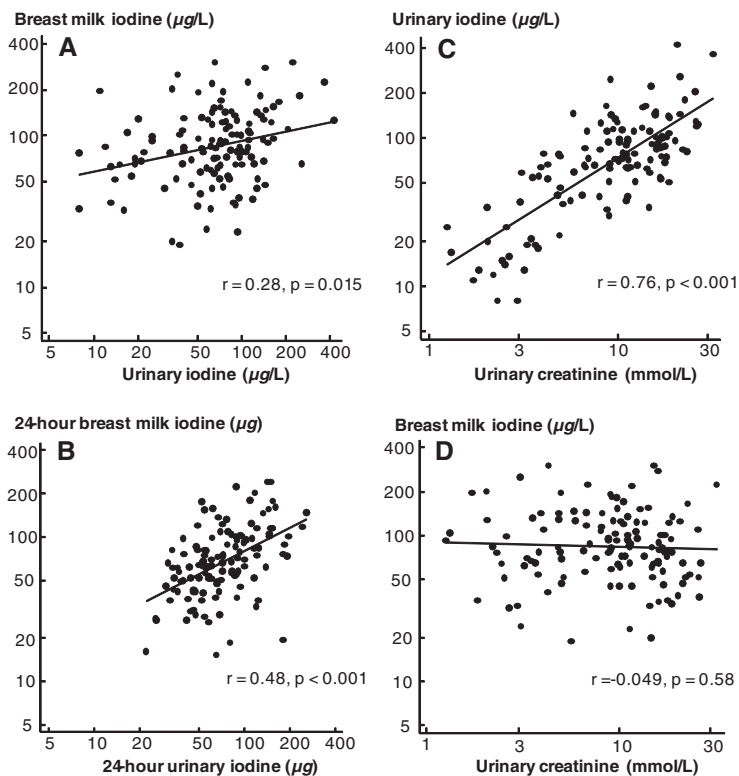 Breast milk iodine (µg/L)
A
400
200
100
50
20
10
5
r = 0.28, p = 0.015
5 10 20 50 100 200 400
Urinary iodine (µg/L)
Urinary iodine (µg/L)
C
400
200
100
50
20
10
5
r = 0.76, p < 0.001
1 3 10 30
Urinary creatinine (mmol/L)
24-hour breast milk iodine (µg)
B
400
200
100
50
20
10
5
r = 0.48, p < 0.001
5 10 20 50 100 200 400
24-hour urinary iodine (µg)
Breast milk iodine (µg/L)
D
400
200
100
50
20
10
5
r =-0.049, p = 0.58
1 3 10 30
Urinary creatinine (mmol/L)